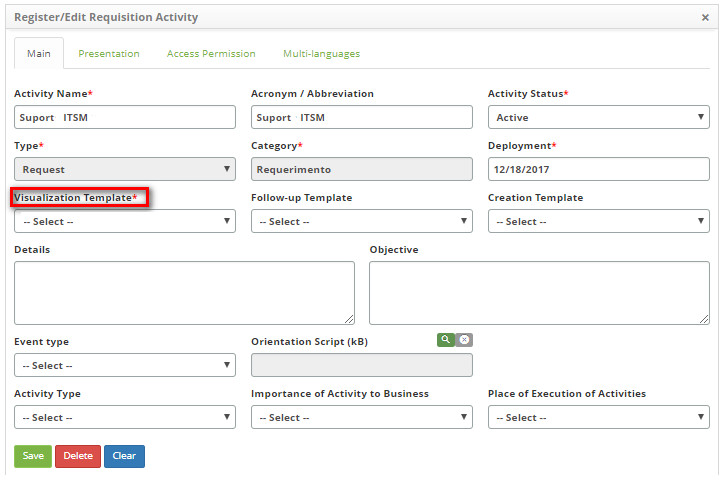 Register/Edit Requisition Activity ×
Main Presentation Access Permission Multi-languages
Activity Name* Acronym / Abbreviation Activity Status*
Suport ITSM Suport ITSM Active
Type* Category* Deployment*
Request Requerimento 12/18/2017
Visualization Template* Follow-up Template Creation Template
-- Select -- -- Select -- -- Select --
Details Objective
Event type Orientation Script (kB)
-- Select --
Activity Type Importance of Activity to Business Place of Execution of Activities
-- Select -- -- Select -- -- Select --
Save Delete Clear